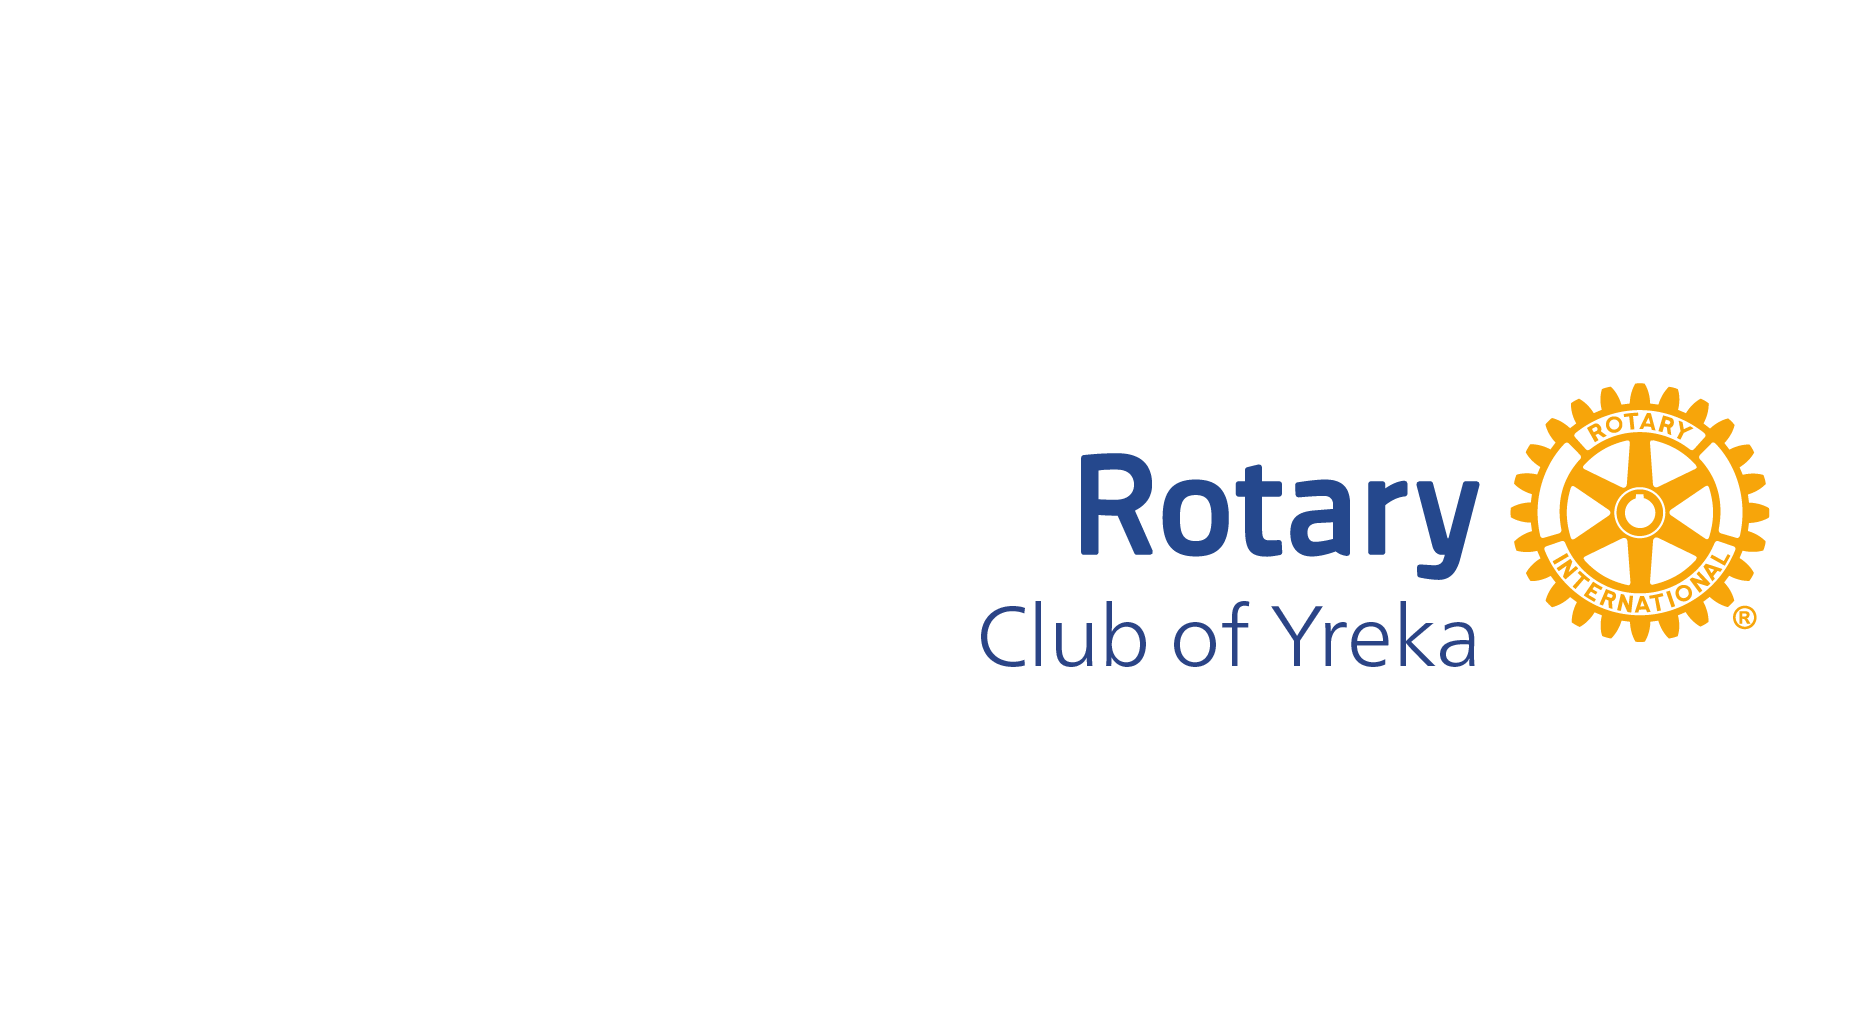 Rotary
Club of Yreka
ROTARY
INTERNATIONAL
®